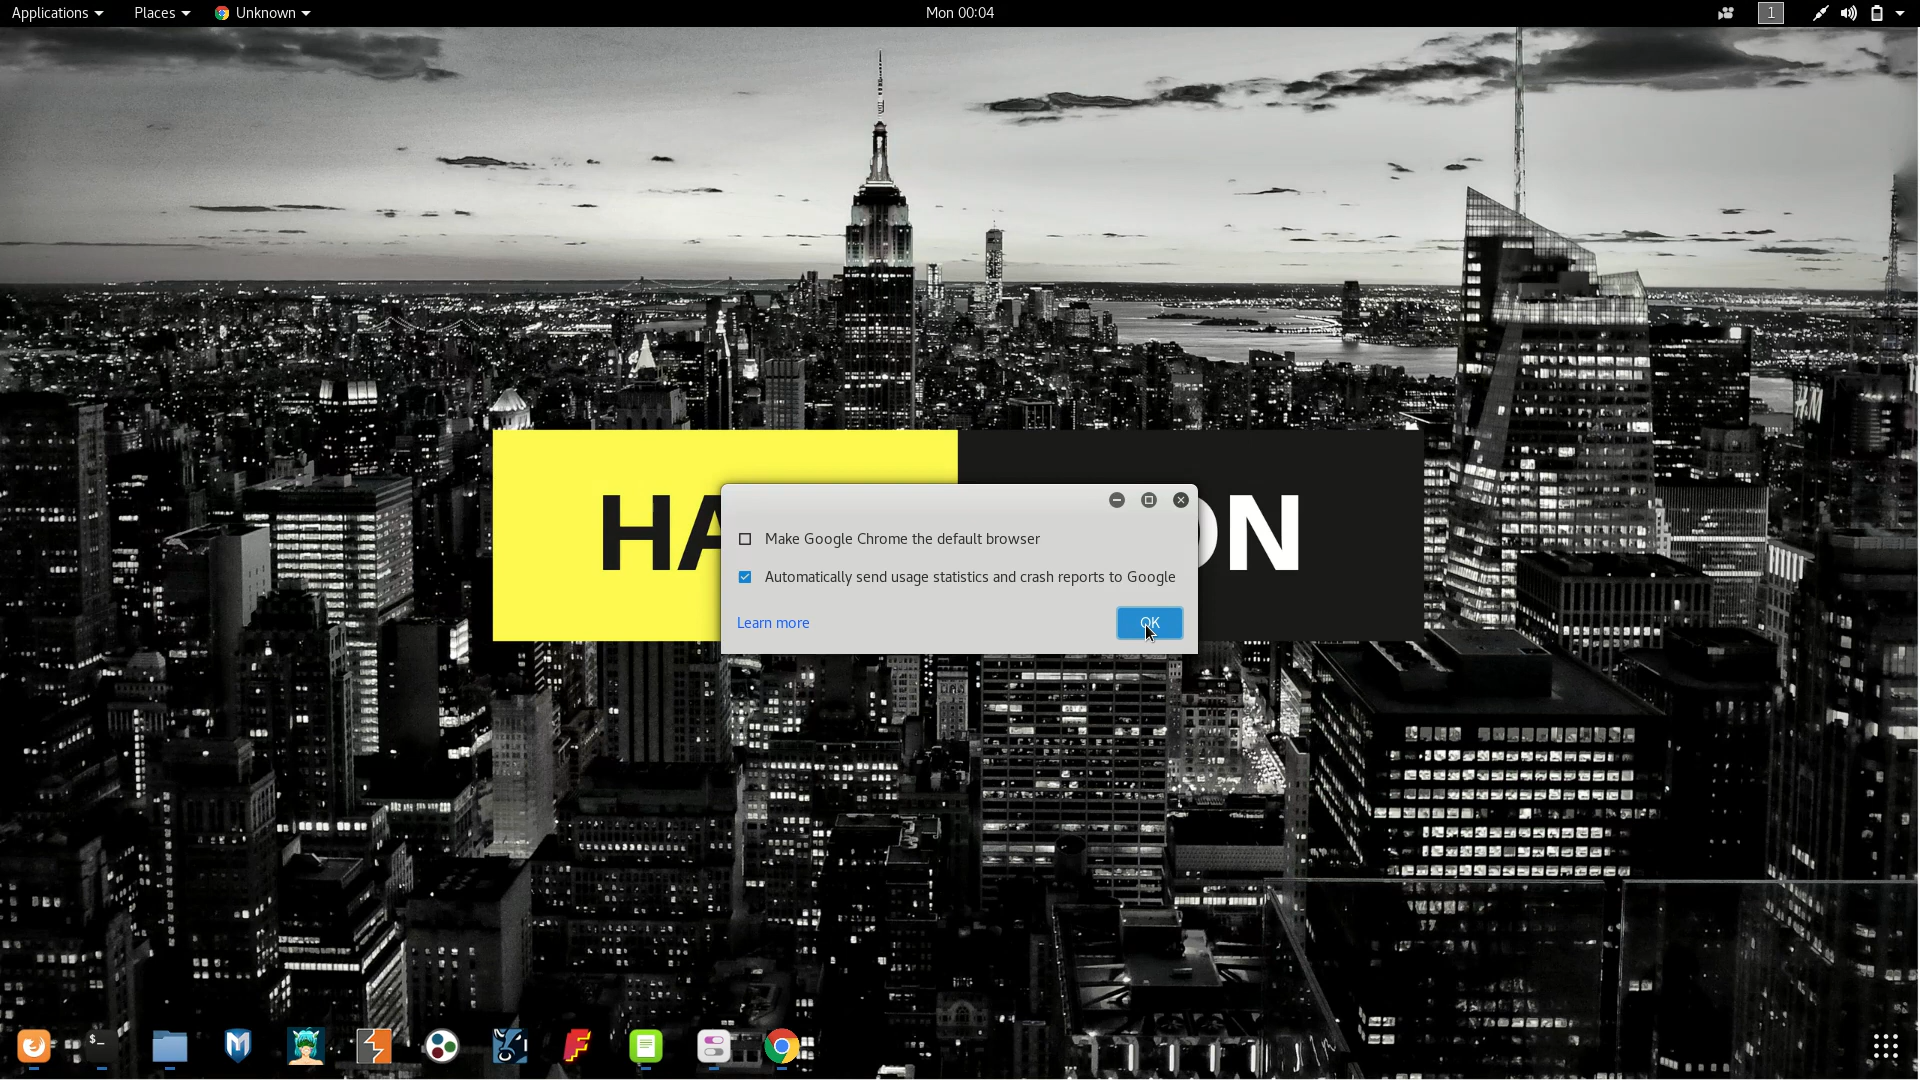 Applications
Places
Unknown
Mon 00:04
1
H&M
HA
ON
Make Google Chrome the default browser
Automatically send usage statistics and crash reports to Google
Learn more
OK
$_